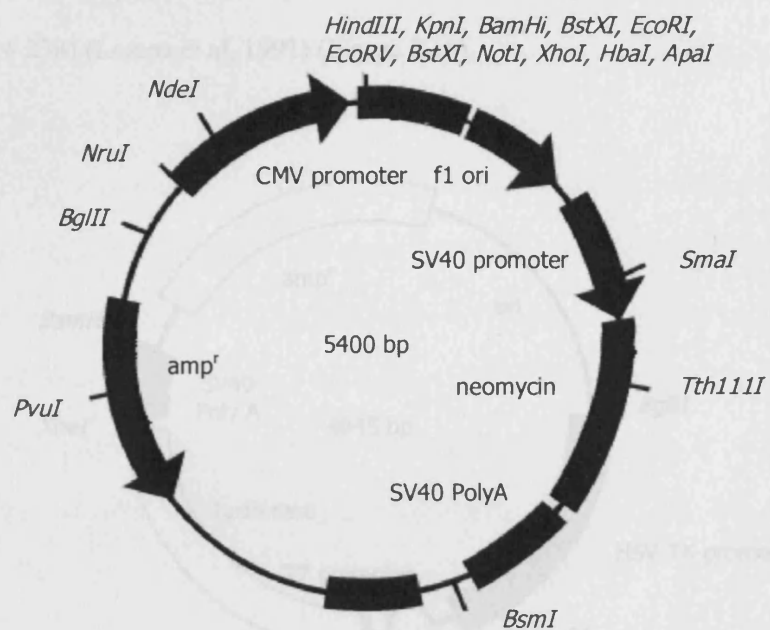 HindIII, KpnI, BamHi, BstXI, EcoRI,
EcoRV, BstXI, NotI, XhoI, HbaI, ApaI
NdeI
NruI
CMV promoter
f1 ori
BglII
SV40 promoter
SmaI
5400 bp
ampʳ
neomycin
Tth111I
PvuI
SV40 PolyA
BsmI